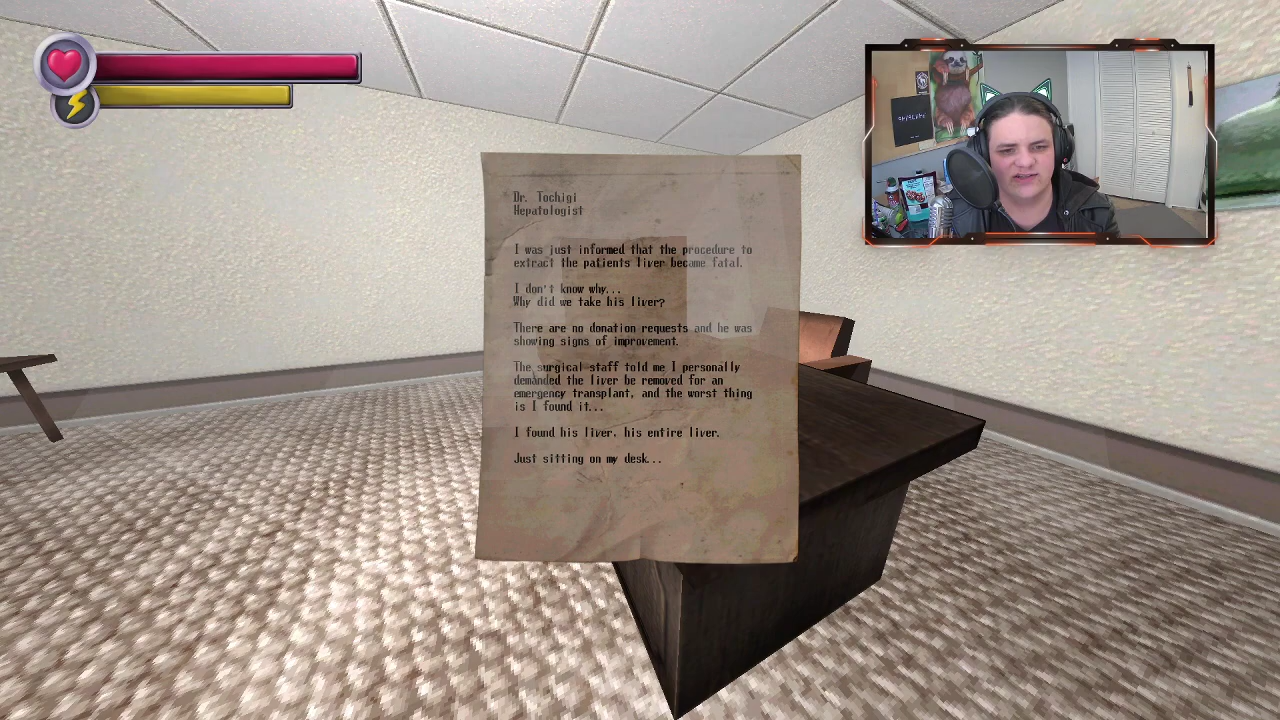 Dr. Tochigi
Hepatologist
I was just informed that the procedure to
extract the patients liver became fatal.
I don't know why...
Why did we take his liver?
There are no donation requests and he was
showing signs of improvement.
The surgical staff told me I personally
demanded the liver be removed for an
emergency transplant, and the worst thing
is I found it...
I found his liver, his entire liver.
Just sitting on my desk...